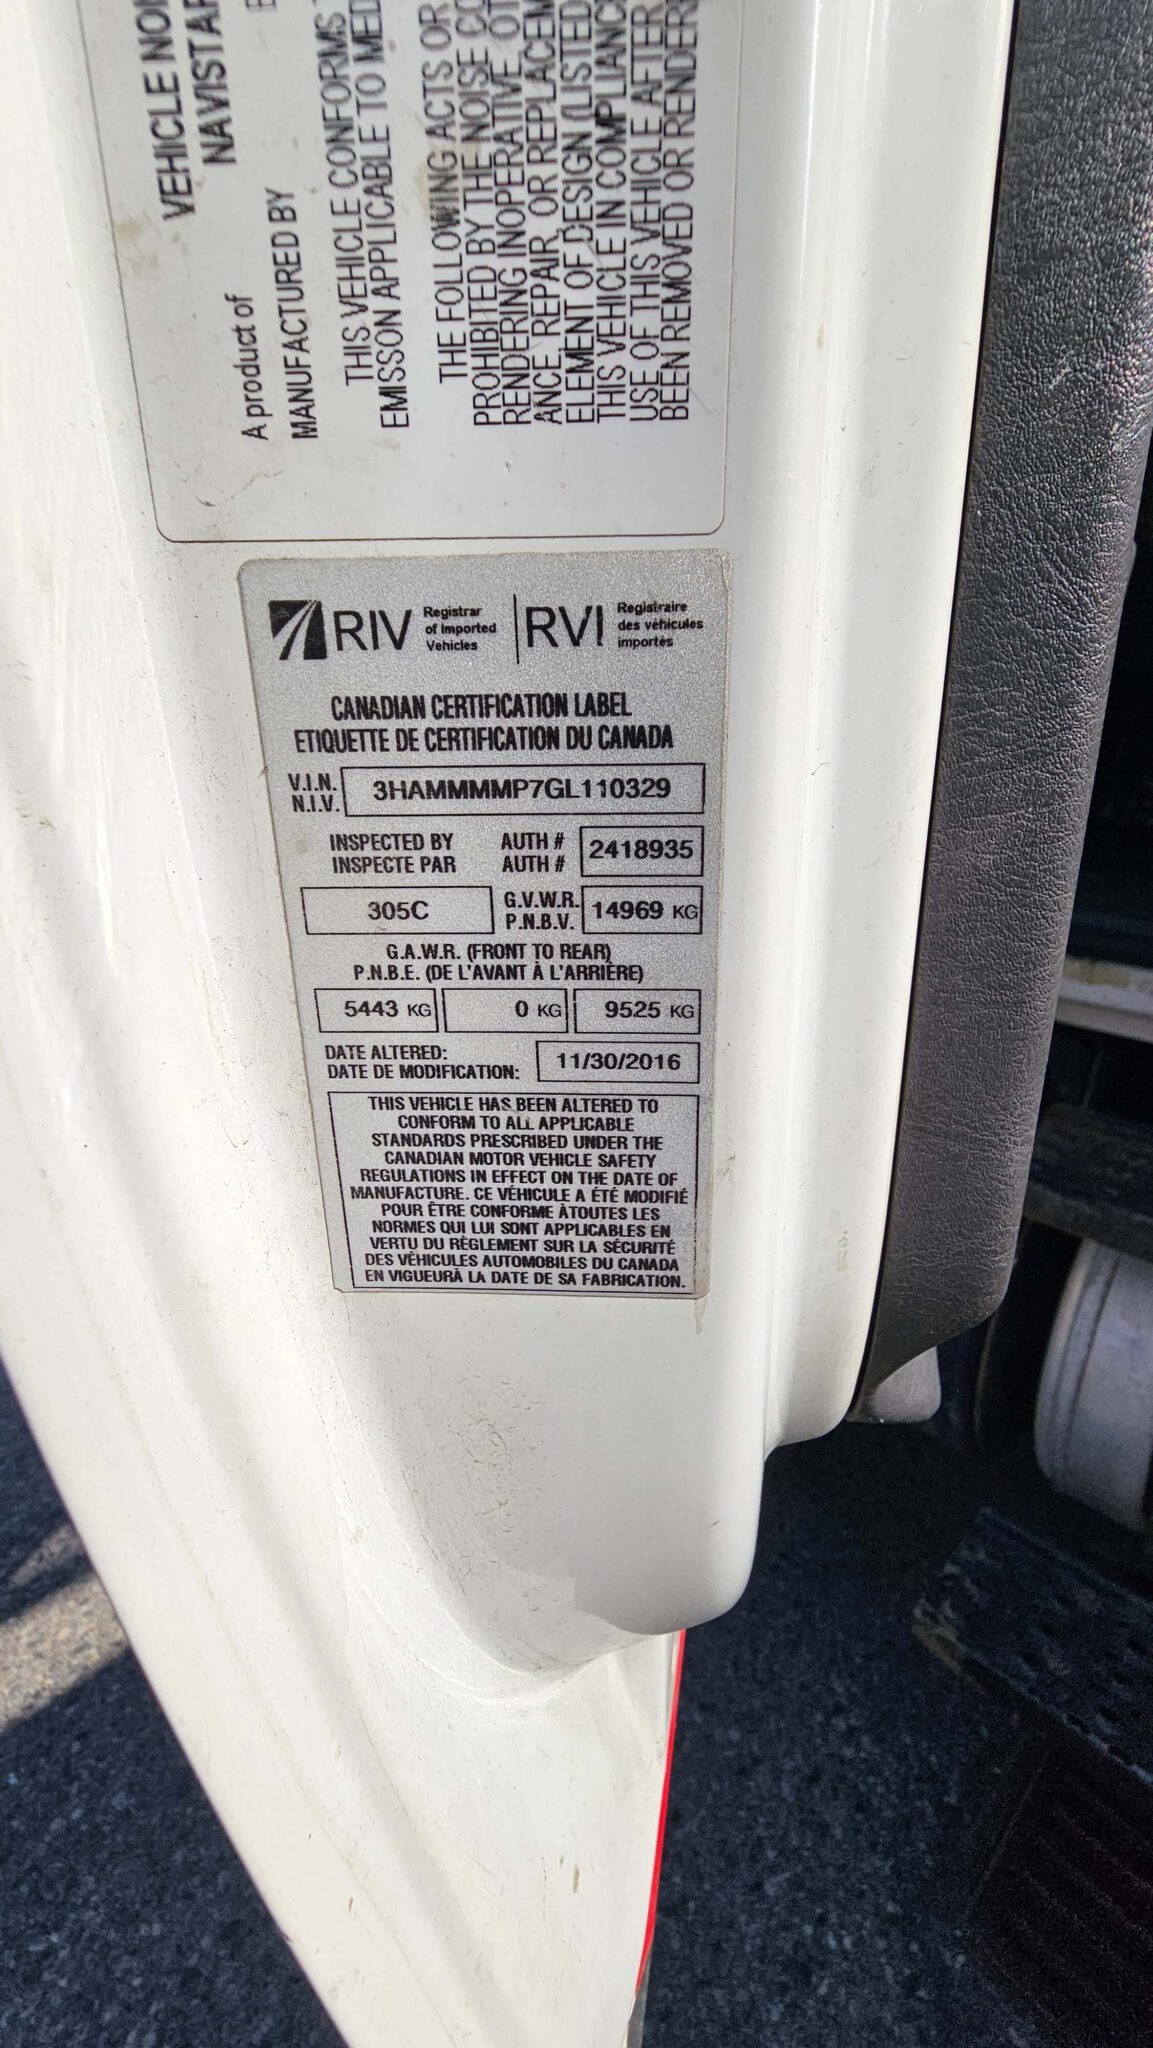 VEHICLE
NAVISTAR
A product of
MANUFACTURED BY
THIS VEHICLE CONFORMS
EMISSON APPLICABLE TO
THE FOLLOWING ACTS OR
PROHIBITED BY THE NOISE
RENDERING INOPERATIVE,
ANCE, REPAIR, OR
ELEMENT OF DESIGN (LISTED
THIS VEHICLE IN
USE OF THIS VEHICLE AFTER
BEEN REMOVED OR
RIV Registrar of Imported Vehicles | RVI Registraire des véhicules importés
CANADIAN CERTIFICATION LABEL
ETIQUETTE DE CERTIFICATION DU CANADA
V.I.N.
N.I.V.
3HAMMMMP7GL110329
INSPECTED BY AUTH #
INSPECTE PAR AUTH #
2418935
305C
G.V.W.R.
P.N.B.V.
14969 KG
G.A.W.R. (FRONT TO REAR)
P.N.B.E. (DE L'AVANT À L'ARRIÈRE)
5443 KG 0 KG 9525 KG
DATE ALTERED:
DATE DE MODIFICATION:
11/30/2016
THIS VEHICLE HAS BEEN ALTERED TO
CONFORM TO ALL APPLICABLE
STANDARDS PRESCRIBED UNDER THE
CANADIAN MOTOR VEHICLE SAFETY
REGULATIONS IN EFFECT ON THE DATE OF
MANUFACTURE. CE VÉHICULE A ÉTÉ MODIFIÉ
POUR ÊTRE CONFORME ÀTOUTES LES
NORMES QUI LUI SONT APPLICABLES EN
VERTU DU RÈGLEMENT SUR LA SÉCURITÉ
DES VÉHICULES AUTOMOBILES DU CANADA
EN VIGUEURÀ LA DATE DE SA FABRICATION.